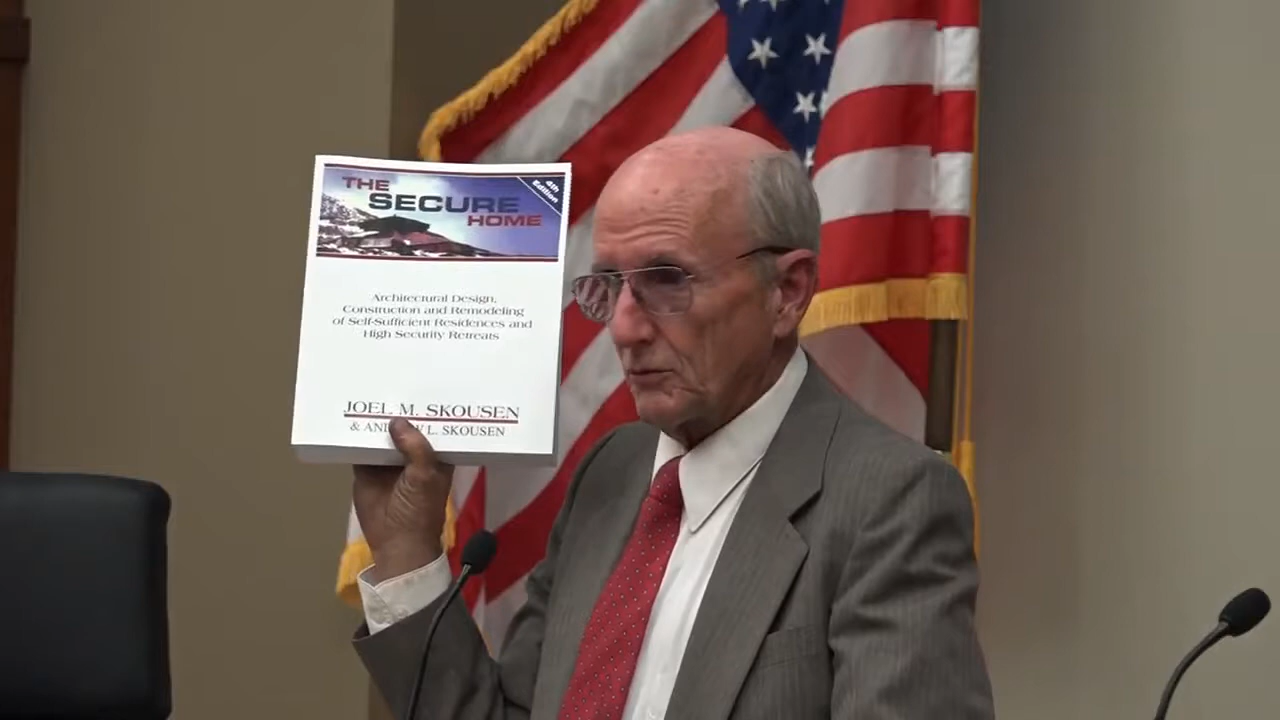 THE
SECURE
HOME
4th
Edition
Architectural Design,
Construction and Remodeling
of Self-Sufficient Residences and
High Security Retreats
JOEL M. SKOUSEN
& L. SKOUSEN